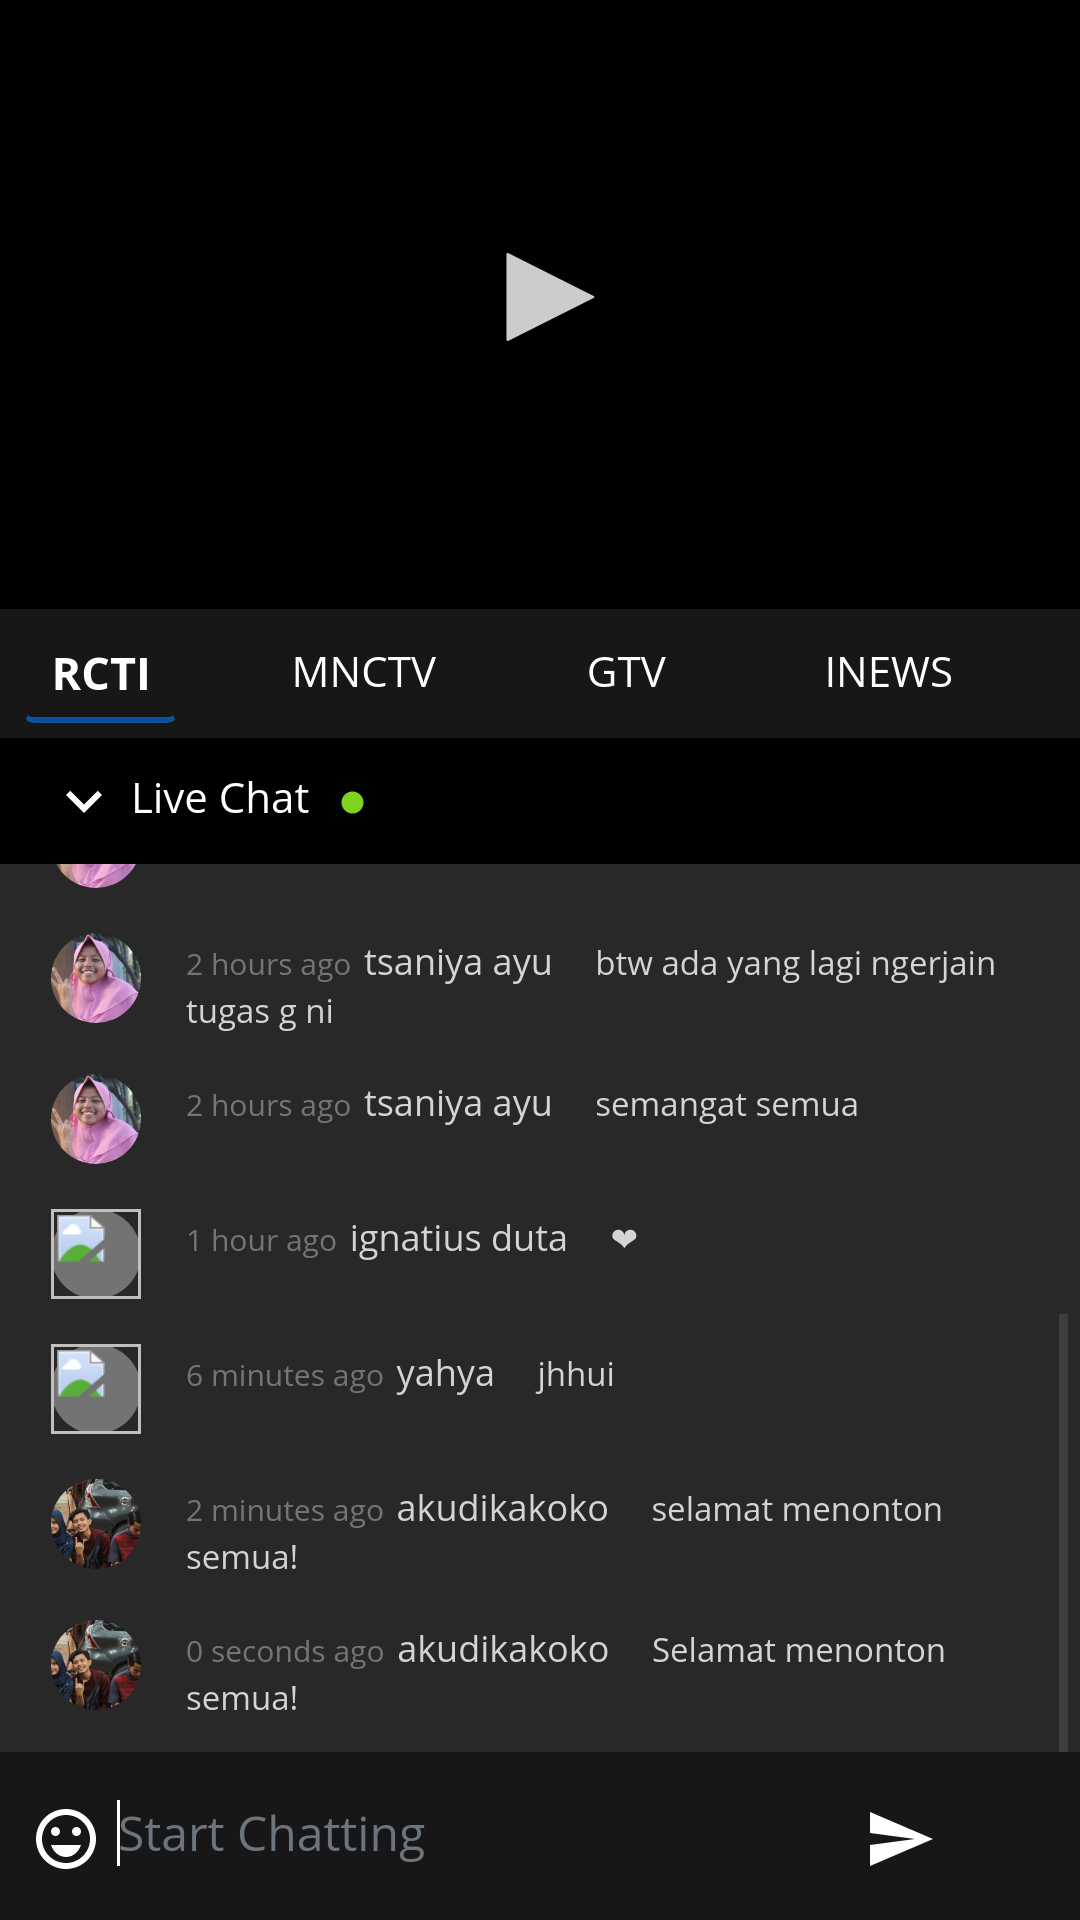 RCTI MNCTV GTV INEWS
Live Chat
2 hours ago tsaniya ayu btw ada yang lagi ngerjain
tugas g ni
2 hours ago tsaniya ayu semangat semua
1 hour ago ignatius duta ❤
6 minutes ago yahya jhhui
2 minutes ago akudikakoko selamat menonton
semua!
0 seconds ago akudikakoko Selamat menonton
semua!
Start Chatting